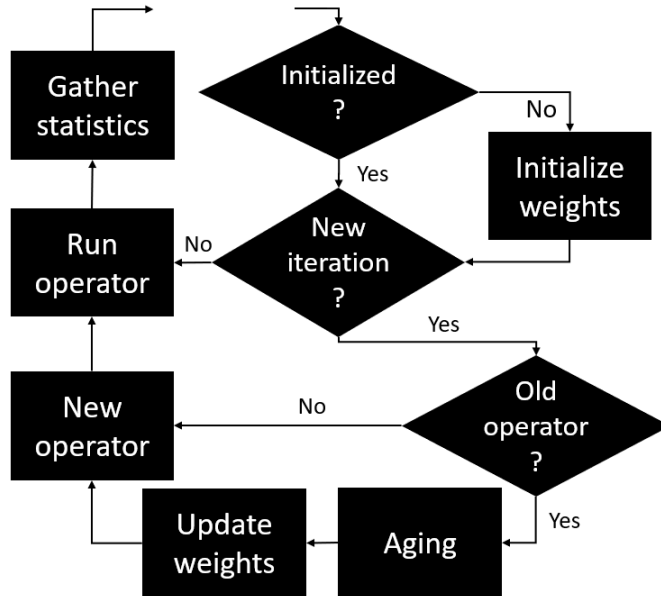 Gather
statistics
Initialized
?
No
Initialize
weights
Yes
New
iteration
?
No
Run
operator
Yes
Old
operator
?
No
New
operator
Yes
Aging
Update
weights